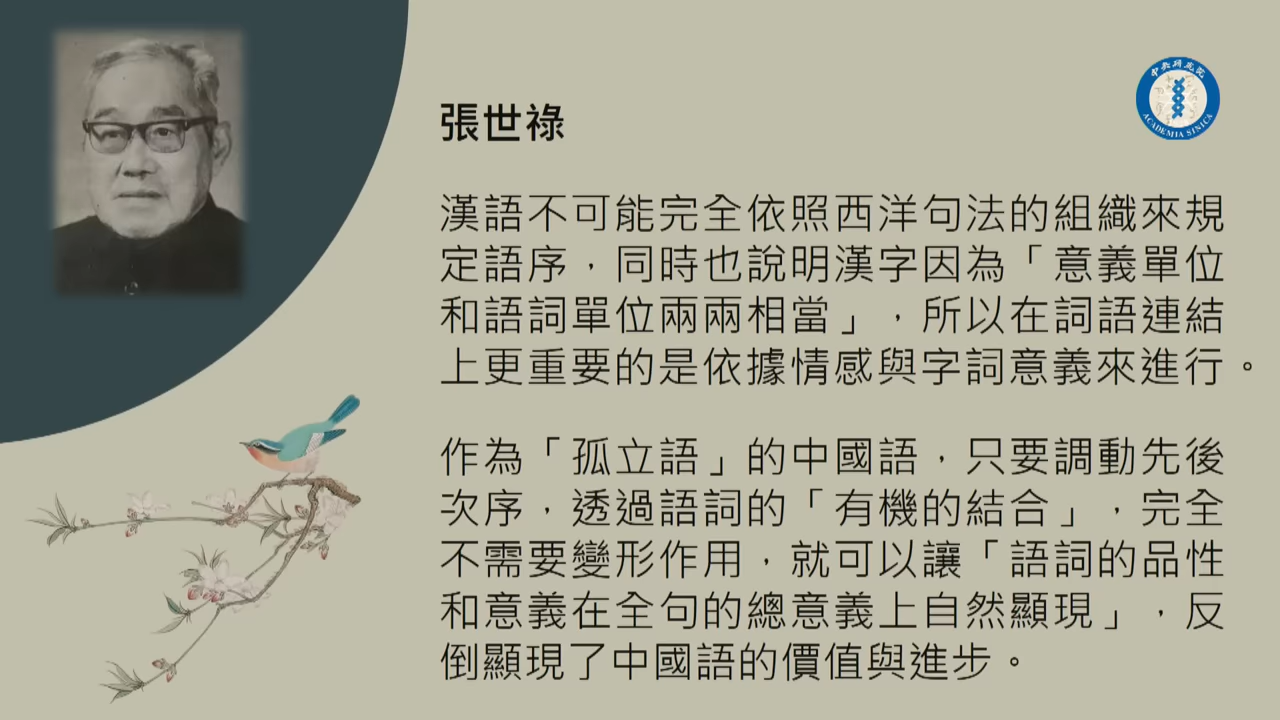 張世祿
中央研究院
ACADEMIA SINICA
漢語不可能完全依照西洋句法的組織來規
定語序，同時也說明漢字因為「意義單位
和語詞單位兩兩相當」，所以在詞語連結
上更重要的是依據情感與字詞意義來進行。
作為「孤立語」的中國語，只要調動先後
次序，透過語詞的「有機的結合」，完全
不需要變形作用，就可以讓「語詞的品性
和意義在全句的總意義上自然顯現」，反
倒顯現了中國語的價值與進步。